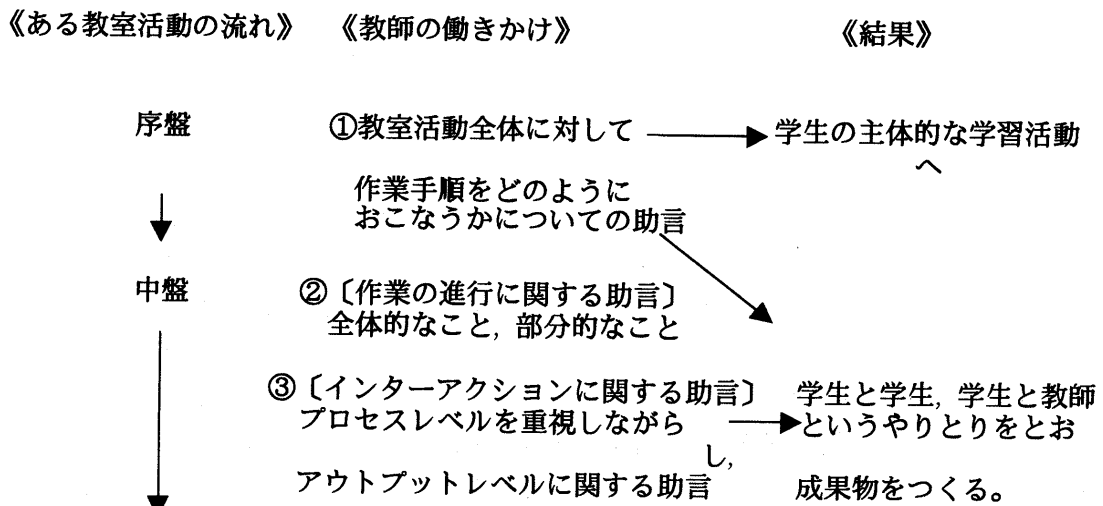 《ある教室活動の流れ》 《教師の働きかけ》 《結果》
序盤 ①教室活動全体に対して 学生の主体的な学習活動
へ
作業手順をどのように
おこなうかについての助言
中盤 ②〔作業の進行に関する助言〕
全体的なこと, 部分的なこと
③〔インターアクションに関する助言〕 学生と学生, 学生と教師
プロセスレベルを重視しながら というやりとりをとお
し,
アウトプットレベルに関する助言 成果物をつくる。